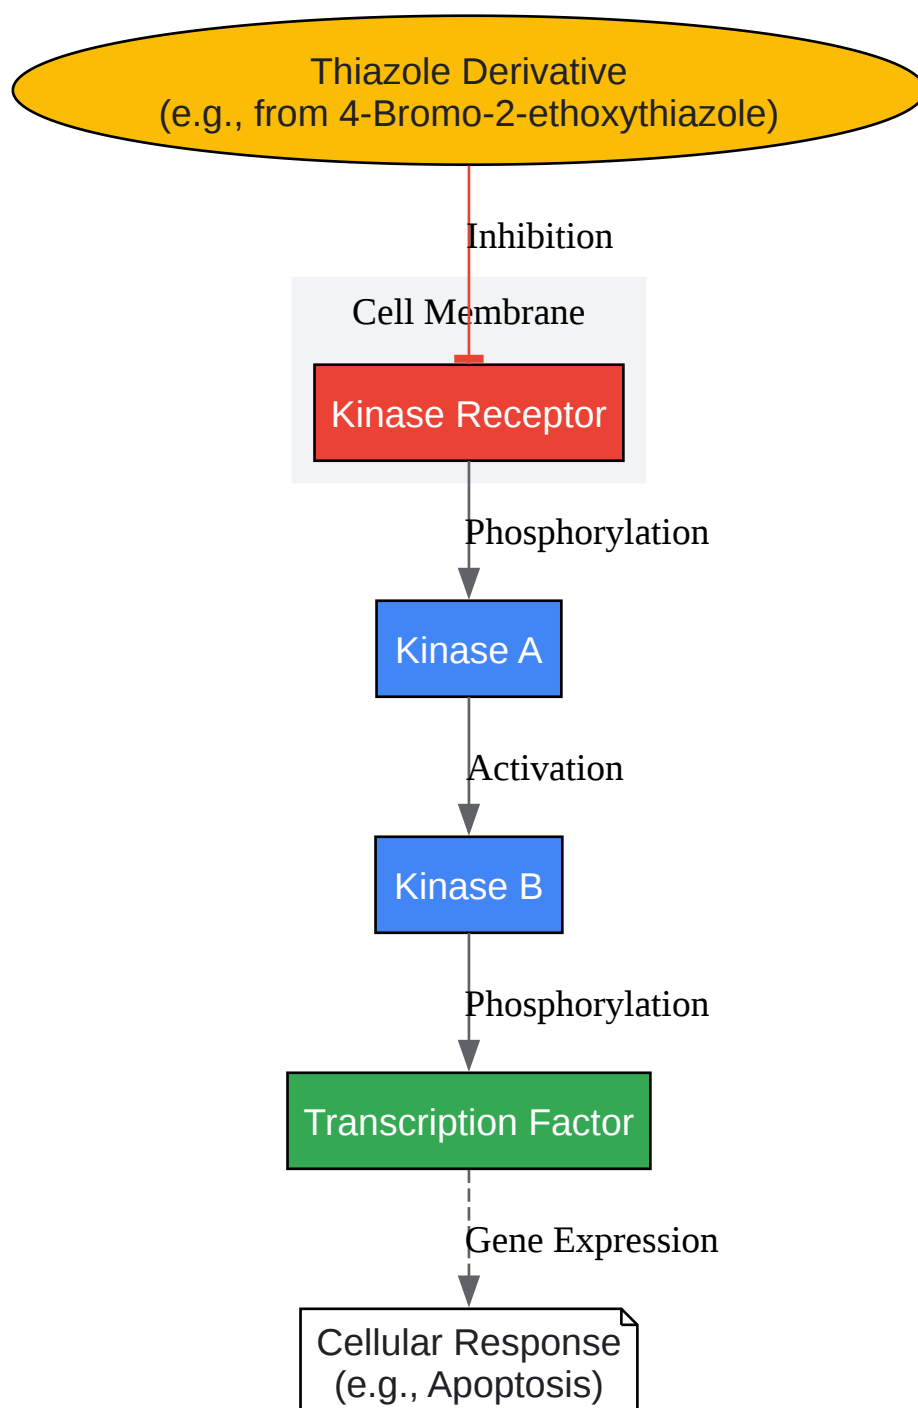 Thiazole Derivative
(e.g., from 4-Bromo-2-ethoxythiazole)
Inhibition
Cell Membrane
Kinase Receptor
Phosphorylation
Kinase A
Activation
Kinase B
Phosphorylation
Transcription Factor
Gene Expression
Cellular Response
(e.g., Apoptosis)